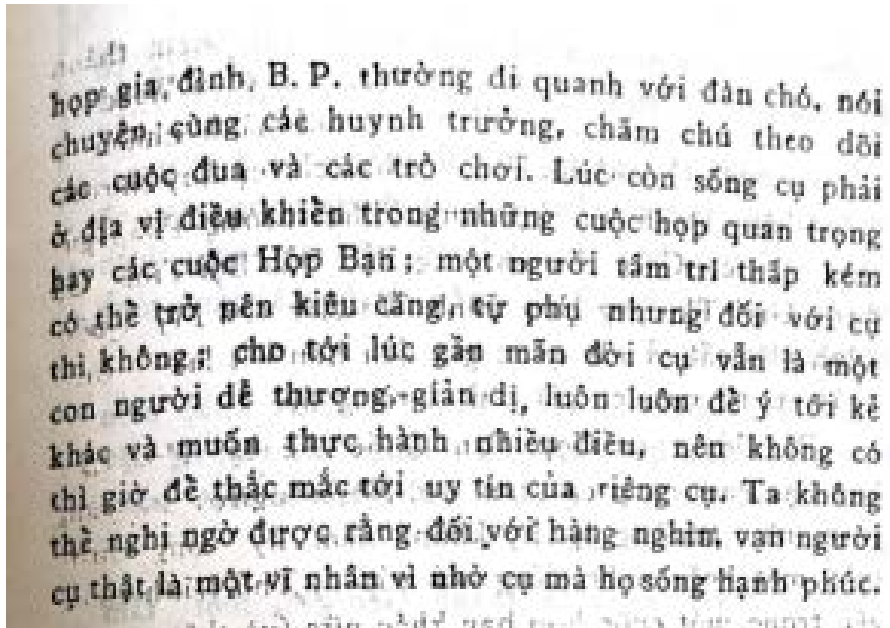 họp gia đình, B. P. thường đi quanh với đàn chó, nói
chuyện cùng các huynh trưởng, chăm chú theo dõi
các cuộc đua và các trò chơi. Lúc còn sống cụ phải
ở địa vị điều khiển trong những cuộc họp quan trọng
hay các cuộc Họp Bạn ; một người tâm trí thấp kém
có thể trở nên kiêu căng, tự phụ nhưng đối với cụ
thì không ; cho tới lúc gần mãn đời cụ vẫn là một
con người dễ thương, giản dị, luôn luôn để ý tới kẻ
khác và muốn thực hành nhiều điều, nên không có
thì giờ để thắc mắc tới uy tín của riêng cụ. Ta không
thể nghi ngờ được rằng đối với hàng nghìn, vạn người
cụ thật là một vĩ nhân vì nhờ cụ mà họ sống hạnh phúc.